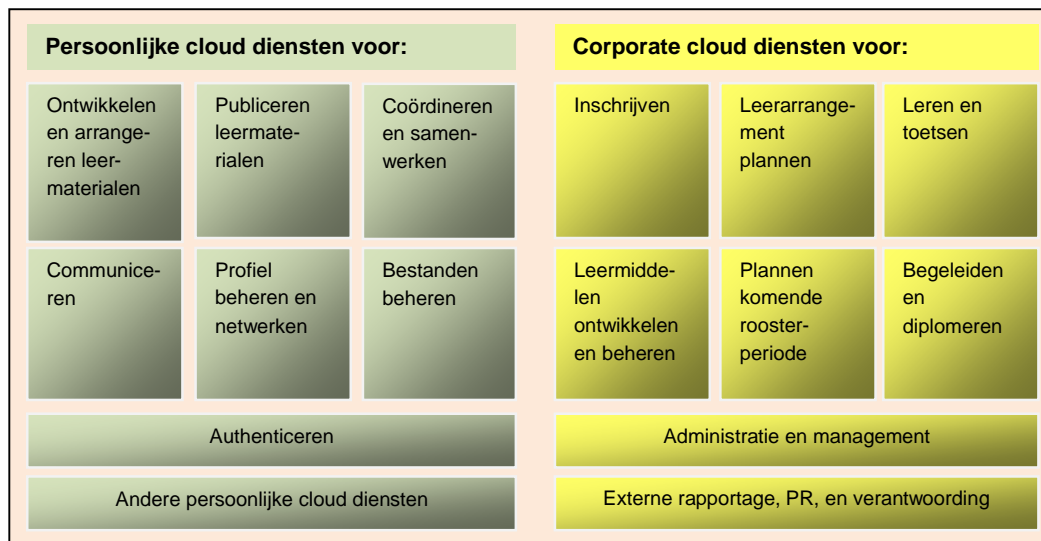 Persoonlijke cloud diensten voor:
Ontwikkelen
en arrange-
ren leer-
materialen
Publiceren
leermate-
rialen
Coördineren
en samen-
werken
Communice-
ren
Profiel
beheren en
netwerken
Bestanden
beheren
Authenticeren
Andere persoonlijke cloud diensten
Corporate cloud diensten voor:
Inschrijven
Leerarrange-
ment
plannen
Leren en
toetsen
Leermidde-
len
ontwikkelen
en beheren
Plannen
komende
rooster-
periode
Begeleiden
en
diplomeren
Administratie en management
Externe rapportage, PR, en verantwoording